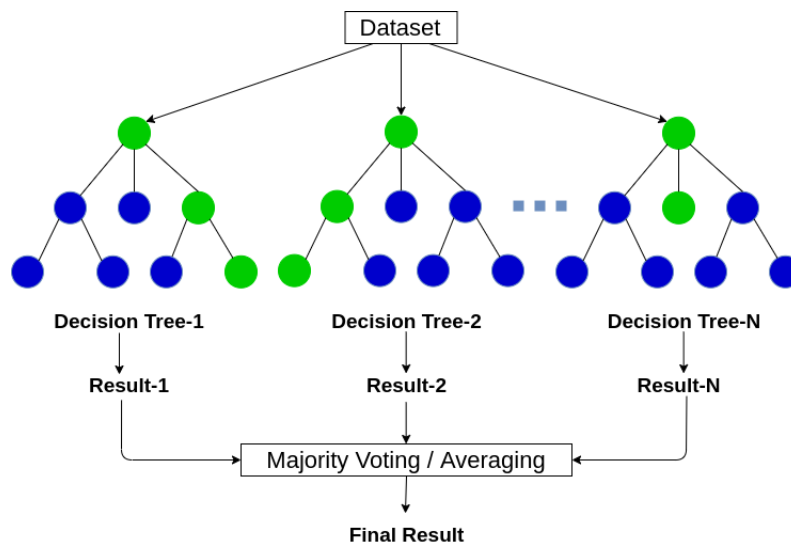 Dataset
Decision Tree-1
Decision Tree-2
Decision Tree-N
Result-1
Result-2
Result-N
Majority Voting / Averaging
Final Result